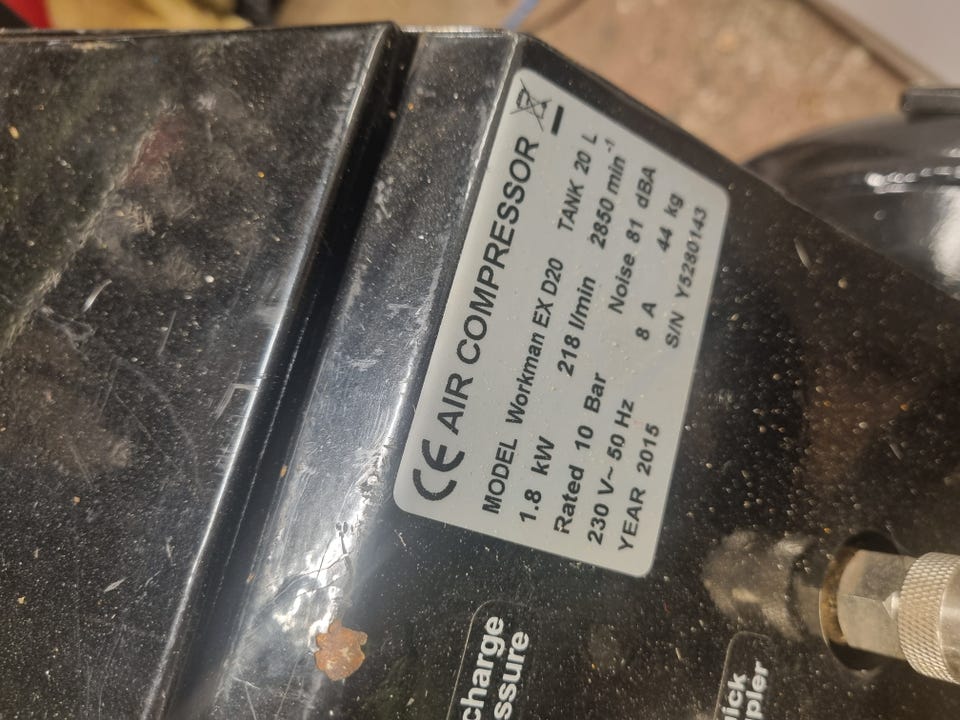 CE AIR COMPRESSOR
MODEL Workman EX D20 TANK 20 L
1.8 kW 218 l/min 2850 min⁻¹
Rated 10 Bar Noise 81 dBA
230 V~ 50 Hz 8 A 44 kg
YEAR 2015 S/N Y5280143
charge
ssure
ick
pler